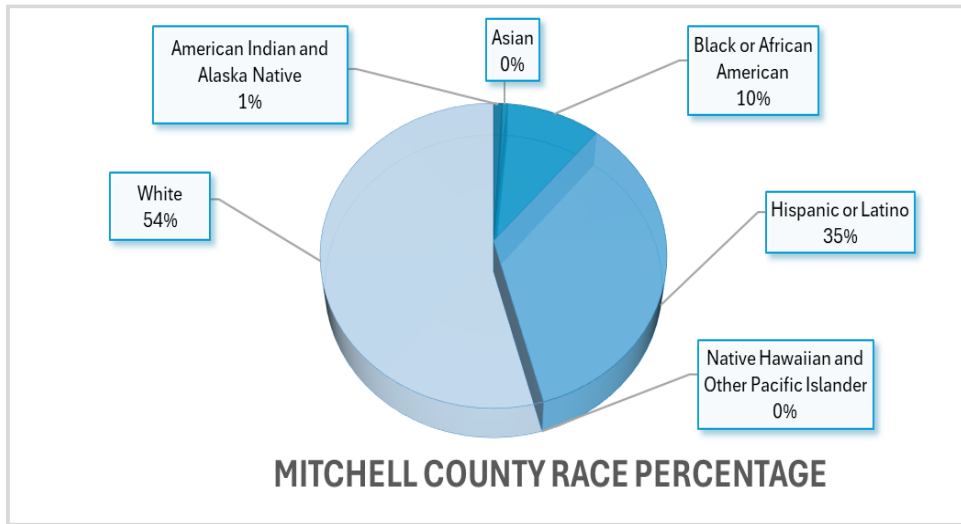 American Indian and
Alaska Native
1%
Asian
0%
Black or African
American
10%
White
54%
Hispanic or Latino
35%
Native Hawaiian and
Other Pacific Islander
0%
MITCHELL COUNTY RACE PERCENTAGE